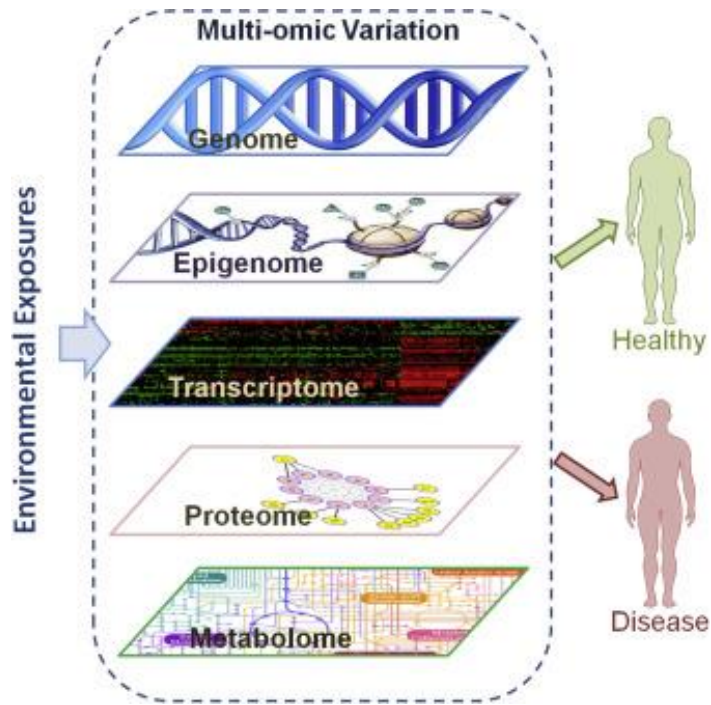 Multi-omic Variation
Genome
Epigenome
Transcriptome
Proteome
Metabolome
Environmental Exposures
Healthy
Disease